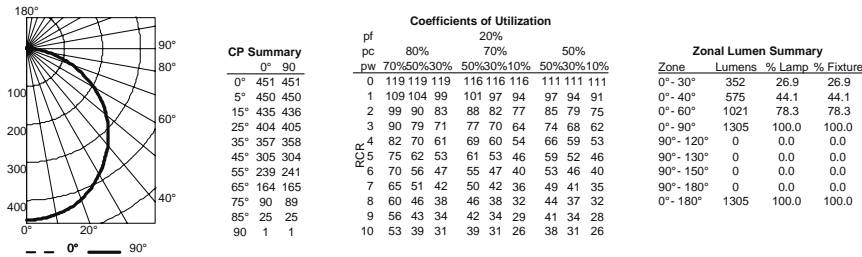 180°
90°
80°
60°
40°
100
200
300
400
0°
20°
0°
90°
CP Summary
0° 90
0° 451 451
5° 450 450
15° 435 436
25° 404 405
35° 357 358
45° 305 304
55° 239 241
65° 164 165
75° 90 89
85° 25 25
90 1 1
Coefficients of Utilization
pf 20%
pc 80% 70% 50%
pw 70%50%30% 50%30%10% 50%30%10%
RCR
0 119 119 119 116 116 116 111 111 111
1 109 104 99 101 97 94 97 94 91
2 99 90 83 88 82 77 85 79 75
3 90 79 71 77 70 64 74 68 62
4 82 70 61 69 60 54 66 59 53
5 75 62 53 61 53 46 59 52 46
6 70 56 47 55 47 40 53 46 40
7 65 51 42 50 42 36 49 41 35
8 60 46 38 46 38 32 44 37 32
9 56 43 34 42 34 29 41 34 28
10 53 39 31 39 31 26 38 31 26
Zonal Lumen Summary
Zone Lumens % Lamp % Fixture
0°- 30° 352 26.9 26.9
0°- 40° 575 44.1 44.1
0°- 60° 1021 78.3 78.3
0°- 90° 1305 100.0 100.0
90°- 120° 0 0.0 0.0
90°- 130° 0 0.0 0.0
90°- 150° 0 0.0 0.0
90°- 180° 0 0.0 0.0
0°- 180° 1305 100.0 100.0